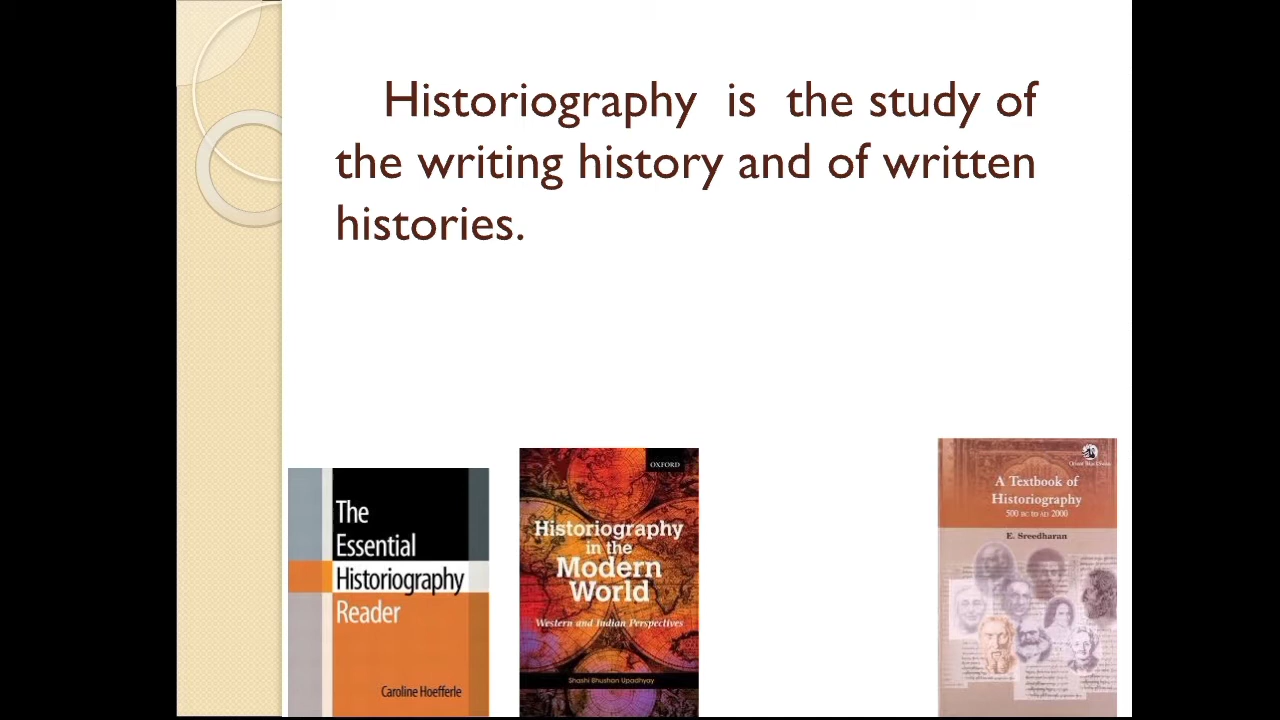 Historiography is the study of
the writing history and of written
histories.
The
Essential
Historiography
Reader
Caroline Hoefferle
OXFORD
Historiography
in the
Modern
World
Western and Indian Perspectives
Shashi Bhushan Upadhyay
A Textbook of
Historiography
500 BC to AD 2000
E. Sreedharan